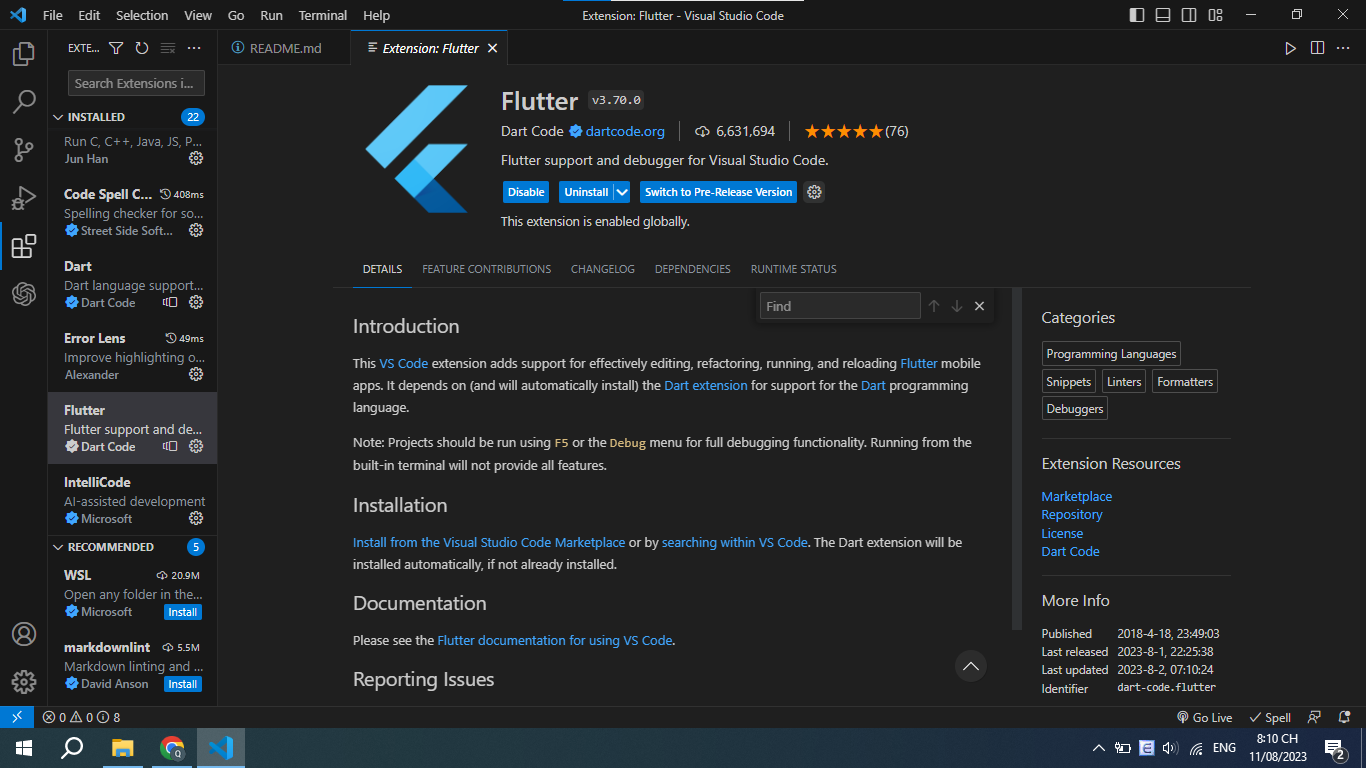 File Edit Selection View Go Run Terminal Help
Extension: Flutter - Visual Studio Code
EXTE...
Search Extensions i...
INSTALLED 22
Run C, C++, Java, JS, P...
Jun Han
Code Spell C... 408ms
Spelling checker for so...
Street Side Soft...
Dart
Dart language support...
Dart Code
Error Lens 49ms
Improve highlighting o...
Alexander
Flutter
Flutter support and de...
Dart Code
IntelliCode
AI-assisted development
Microsoft
RECOMMENDED 5
WSL 20.9M
Open any folder in the...
Microsoft Install
markdownlint 5.5M
Markdown linting and ...
David Anson Install
README.md
Extension: Flutter
Flutter v3.70.0
Dart Code dartcode.org 6,631,694 (76)
Flutter support and debugger for Visual Studio Code.
Disable Uninstall Switch to Pre-Release Version
This extension is enabled globally.
DETAILS FEATURE CONTRIBUTIONS CHANGELOG DEPENDENCIES RUNTIME STATUS
Find
Introduction
This VS Code extension adds support for effectively editing, refactoring, running, and reloading Flutter mobile
apps. It depends on (and will automatically install) the Dart extension for support for the Dart programming
language.
Note: Projects should be run using F5 or the Debug menu for full debugging functionality. Running from the
built-in terminal will not provide all features.
Installation
Install from the Visual Studio Code Marketplace or by searching within VS Code. The Dart extension will be
installed automatically, if not already installed.
Documentation
Please see the Flutter documentation for using VS Code.
Reporting Issues
Categories
Programming Languages
Snippets Linters Formatters
Debuggers
Extension Resources
Marketplace
Repository
License
Dart Code
More Info
Published 2018-4-18, 23:49:03
Last released 2023-8-1, 22:25:38
Last updated 2023-8-2, 07:10:24
Identifier dart-code.flutter
0 0 8
Go Live Spell
Q
E
ENG
8:10 CH
11/08/2023
2